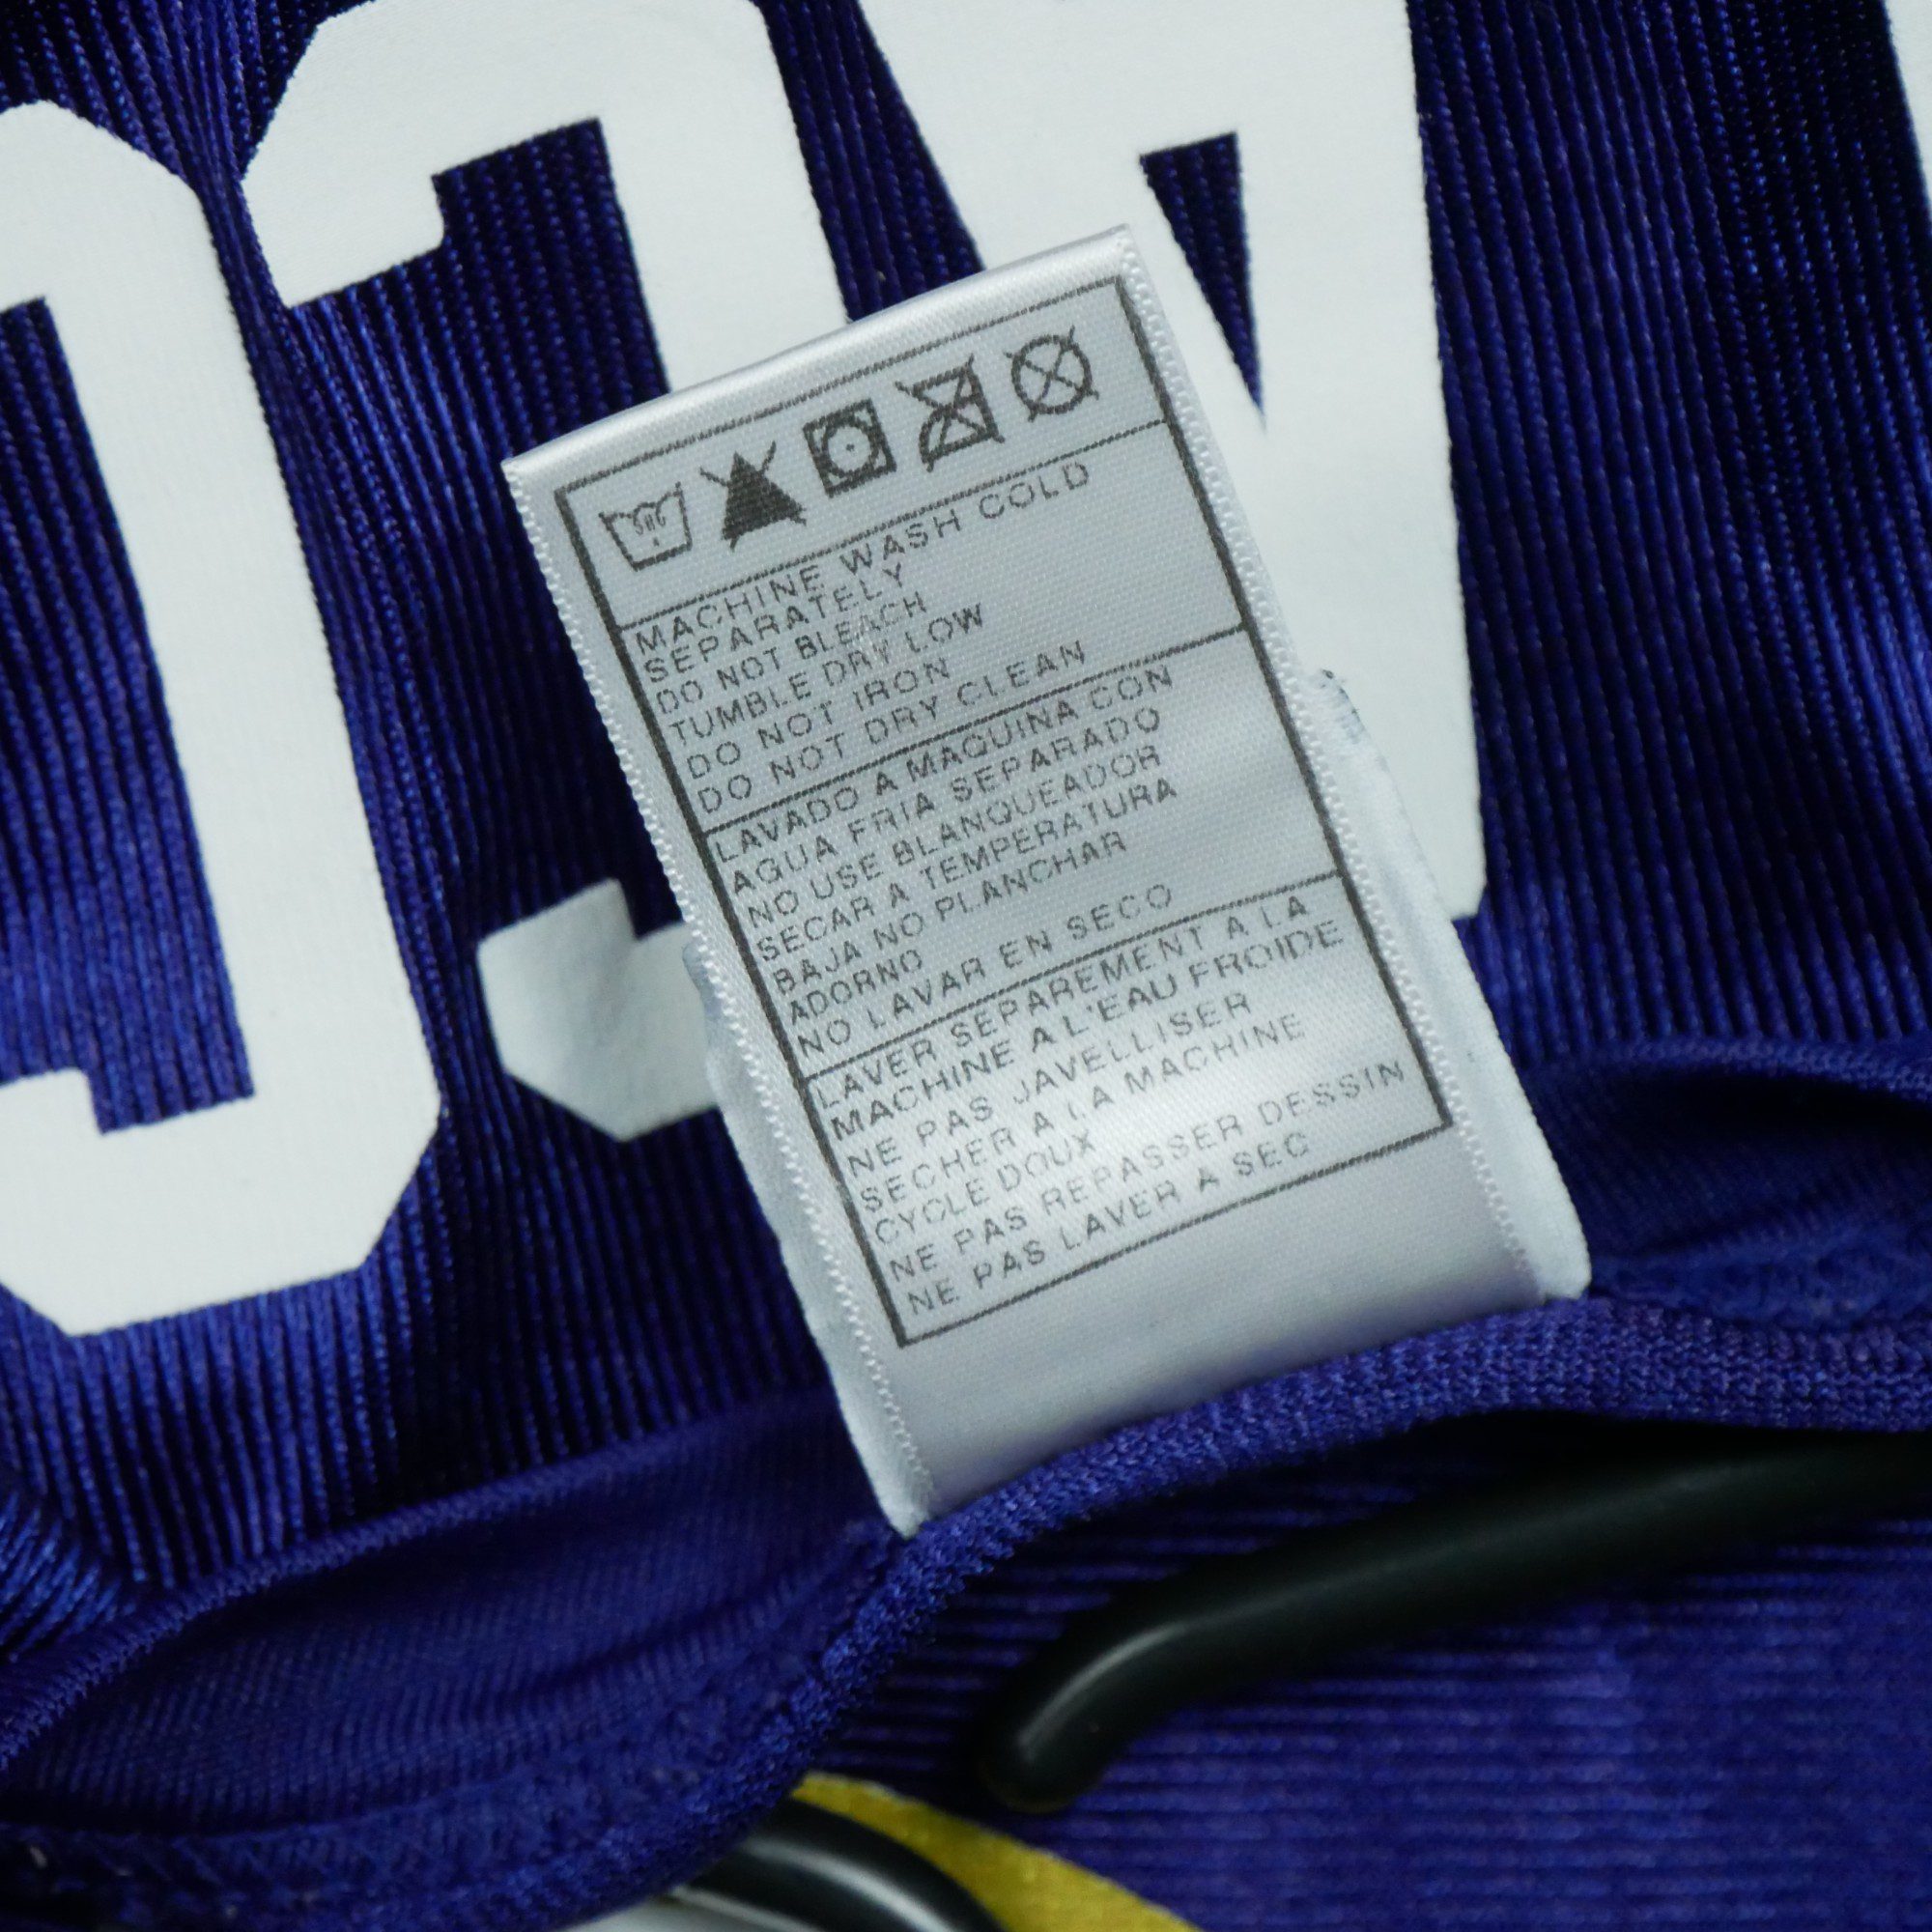 MACHINE WASH COLD
SEPARATELY
DO NOT BLEACH
TUMBLE DRY LOW
DO NOT IRON
DO NOT DRY CLEAN
LAVADO A MAQUINA CON
AGUA FRIA SEPARADO
NO USE BLANQUEADOR
SECAR A TEMPERATURA
BAJA NO PLANCHAR
ADORNO
NO LAVAR EN SECO
LAVER SEPAREMENT A LA
MACHINE A L'EAU FROIDE
NE PAS JAVELLISER
SECHER A LA MACHINE
CYCLE DOUX
NE PAS REPASSER DESSIN
NE PAS LAVER A SEC